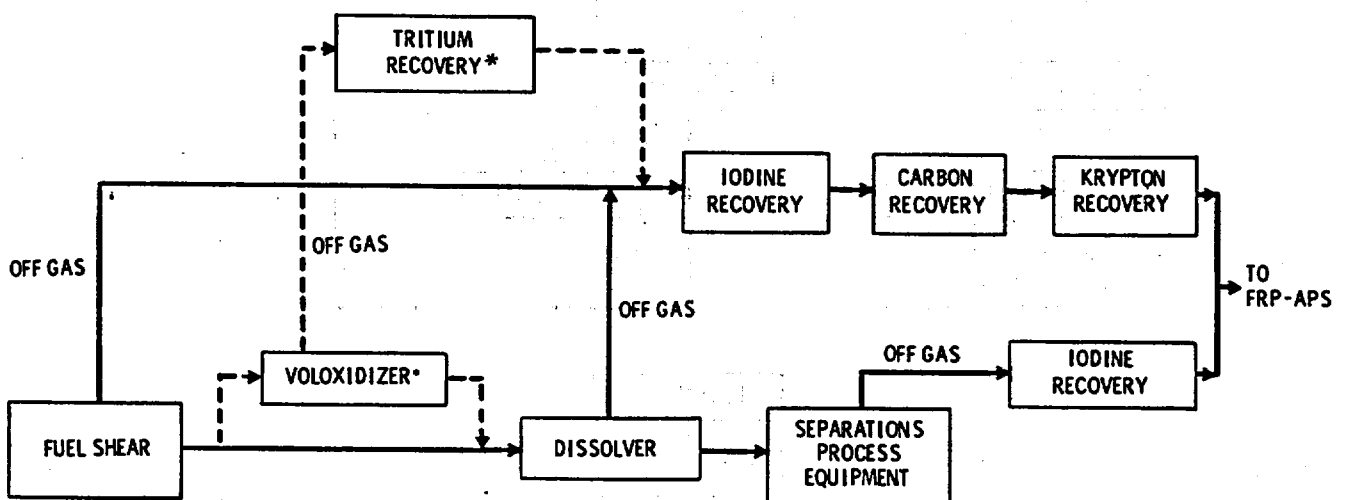 TRITIUM
RECOVERY*
IODINE
RECOVERY
CARBON
RECOVERY
KRYPTON
RECOVERY
OFF GAS
OFF GAS
OFF GAS
TO
FRP-APS
VOLOXIDIZER*
OFF GAS
IODINE
RECOVERY
FUEL SHEAR
DISSOLVER
SEPARATIONS
PROCESS
EQUIPMENT